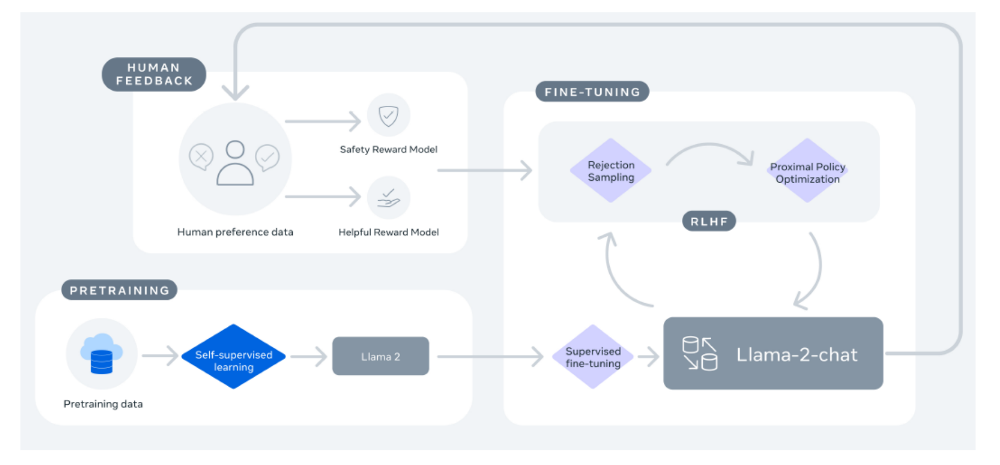 HUMAN
FEEDBACK
Safety Reward Model
Human preference data
Helpful Reward Model
FINE-TUNING
Rejection
Sampling
Proximal Policy
Optimization
RLHF
PRETRAINING
Pretraining data
Self-supervised
learning
Llama 2
Supervised
fine-tuning
Llama-2-chat